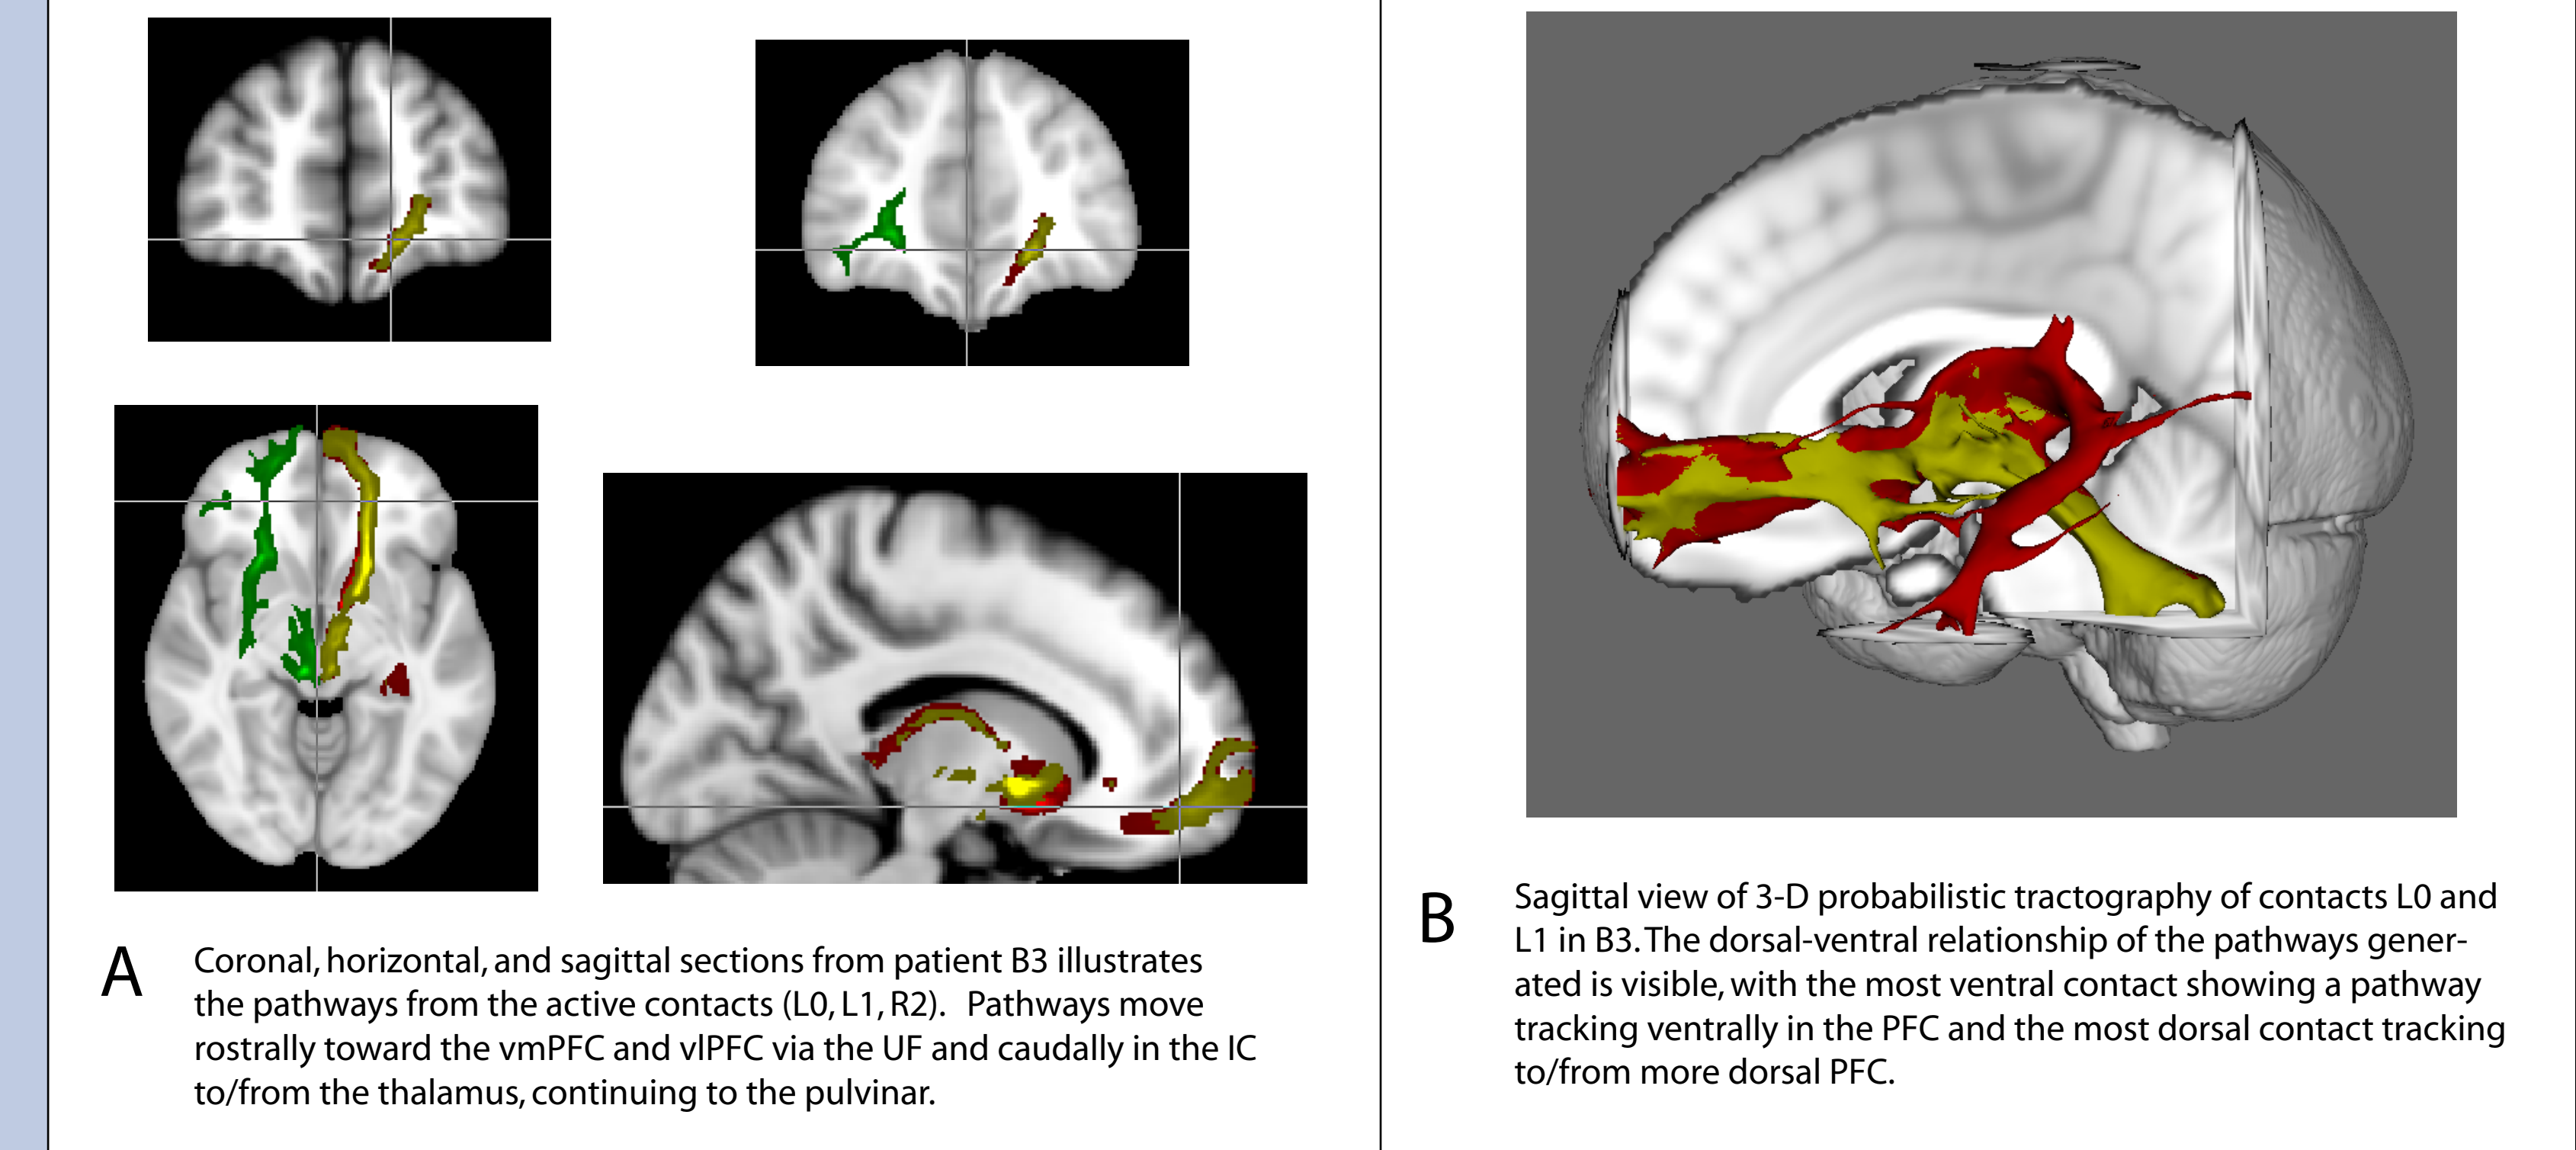 A
Coronal, horizontal, and sagittal sections from patient B3 illustrates
the pathways from the active contacts (L0, L1, R2).   Pathways move
rostrally toward the vmPFC and vlPFC via the UF and caudally in the IC
to/from the thalamus, continuing to the pulvinar.
B
Sagittal view of 3-D probabilistic tractography of contacts L0 and
L1 in B3. The dorsal-ventral relationship of the pathways gener-
ated is visible, with the most ventral contact showing a pathway
tracking ventrally in the PFC and the most dorsal contact tracking
to/from more dorsal PFC.